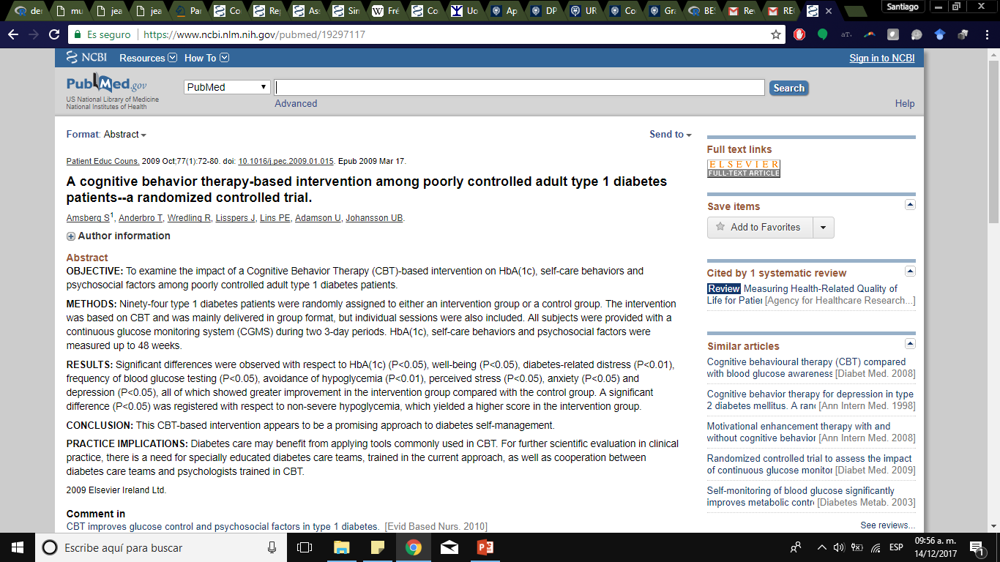 der
mu
jea
jea
Par
Co
Re
As
Sin
Fré
Co
Uo
Ap
DP
UR
Co
Gra
BE
Rev
RE
Santiago
Es seguro https://www.ncbi.nlm.nih.gov/pubmed/19297117
NCBI Resources How To Sign in to NCBI
PubMed.gov
US National Library of Medicine
National Institutes of Health
PubMed Search
Advanced Help
Format: Abstract Send to
Patient Educ Couns. 2009 Oct;77(1):72-80. doi: 10.1016/j.pec.2009.01.015. Epub 2009 Mar 17.
A cognitive behavior therapy-based intervention among poorly controlled adult type 1 diabetes
patients--a randomized controlled trial.
Amsberg S1, Anderbro T, Wredling R, Lisspers J, Lins PE, Adamson U, Johansson UB.
Author information
Abstract
OBJECTIVE: To examine the impact of a Cognitive Behavior Therapy (CBT)-based intervention on HbA(1c), self-care behaviors and
psychosocial factors among poorly controlled adult type 1 diabetes patients.
METHODS: Ninety-four type 1 diabetes patients were randomly assigned to either an intervention group or a control group. The intervention
was based on CBT and was mainly delivered in group format, but individual sessions were also included. All subjects were provided with a
continuous glucose monitoring system (CGMS) during two 3-day periods. HbA(1c), self-care behaviors and psychosocial factors were
measured up to 48 weeks.
RESULTS: Significant differences were observed with respect to HbA(1c) (P<0.05), well-being (P<0.05), diabetes-related distress (P<0.01),
frequency of blood glucose testing (P<0.05), avoidance of hypoglycemia (P<0.01), perceived stress (P<0.05), anxiety (P<0.05) and
depression (P<0.05), all of which showed greater improvement in the intervention group compared with the control group. A significant
difference (P<0.05) was registered with respect to non-severe hypoglycemia, which yielded a higher score in the intervention group.
CONCLUSION: This CBT-based intervention appears to be a promising approach to diabetes self-management.
PRACTICE IMPLICATIONS: Diabetes care may benefit from applying tools commonly used in CBT. For further scientific evaluation in clinical
practice, there is a need for specially educated diabetes care teams, trained in the current approach, as well as cooperation between
diabetes care teams and psychologists trained in CBT.
2009 Elsevier Ireland Ltd.
Comment in
CBT improves glucose control and psychosocial factors in type 1 diabetes. [Evid Based Nurs. 2010]
Full text links
ELSEVIER
FULL-TEXT ARTICLE
Save items
Add to Favorites
Cited by 1 systematic review
Review Measuring Health-Related Quality of
Life for Patie [Agency for Healthcare Research...]
Similar articles
Cognitive behavioural therapy (CBT) compared
with blood glucose awareness [Diabet Med. 2008]
Cognitive behavior therapy for depression in type
2 diabetes mellitus. A ran [Ann Intern Med. 1998]
Motivational enhancement therapy with and
without cognitive behavior [Ann Intern Med. 2008]
Randomized controlled trial to assess the impact
of continuous glucose monitor [Diabet Med. 2009]
Self-monitoring of blood glucose significantly
improves metabolic contr [Diabetes Metab. 2003]
See reviews...
Escribe aquí para buscar
ESP
09:56 a. m.
14/12/2017
1